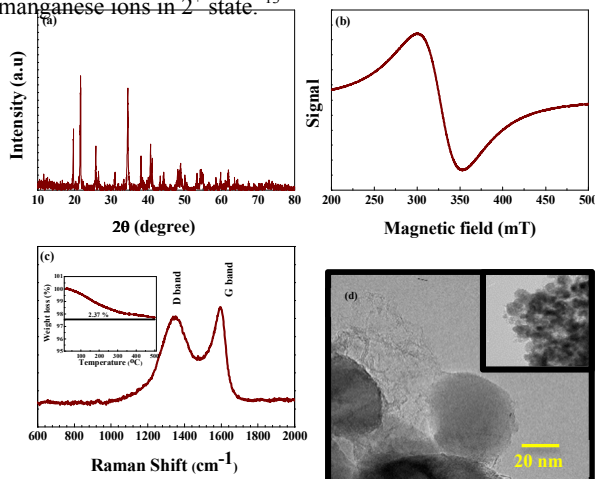 manganese ions in 2+ state.
(a)
Intensity (a.u)
10 20 30 40 50 60 70 80
2θ (degree)
(b)
Signal
200 250 300 350 400 450 500
Magnetic field (mT)
(c)
D band
G band
Weight loss (%)
101
100
99
98
97
96
95
2.37 %
100 200 300 400 500
Temperature (°C)
600 800 1000 1200 1400 1600 1800 2000
Raman Shift (cm-1)
(d)
20 nm